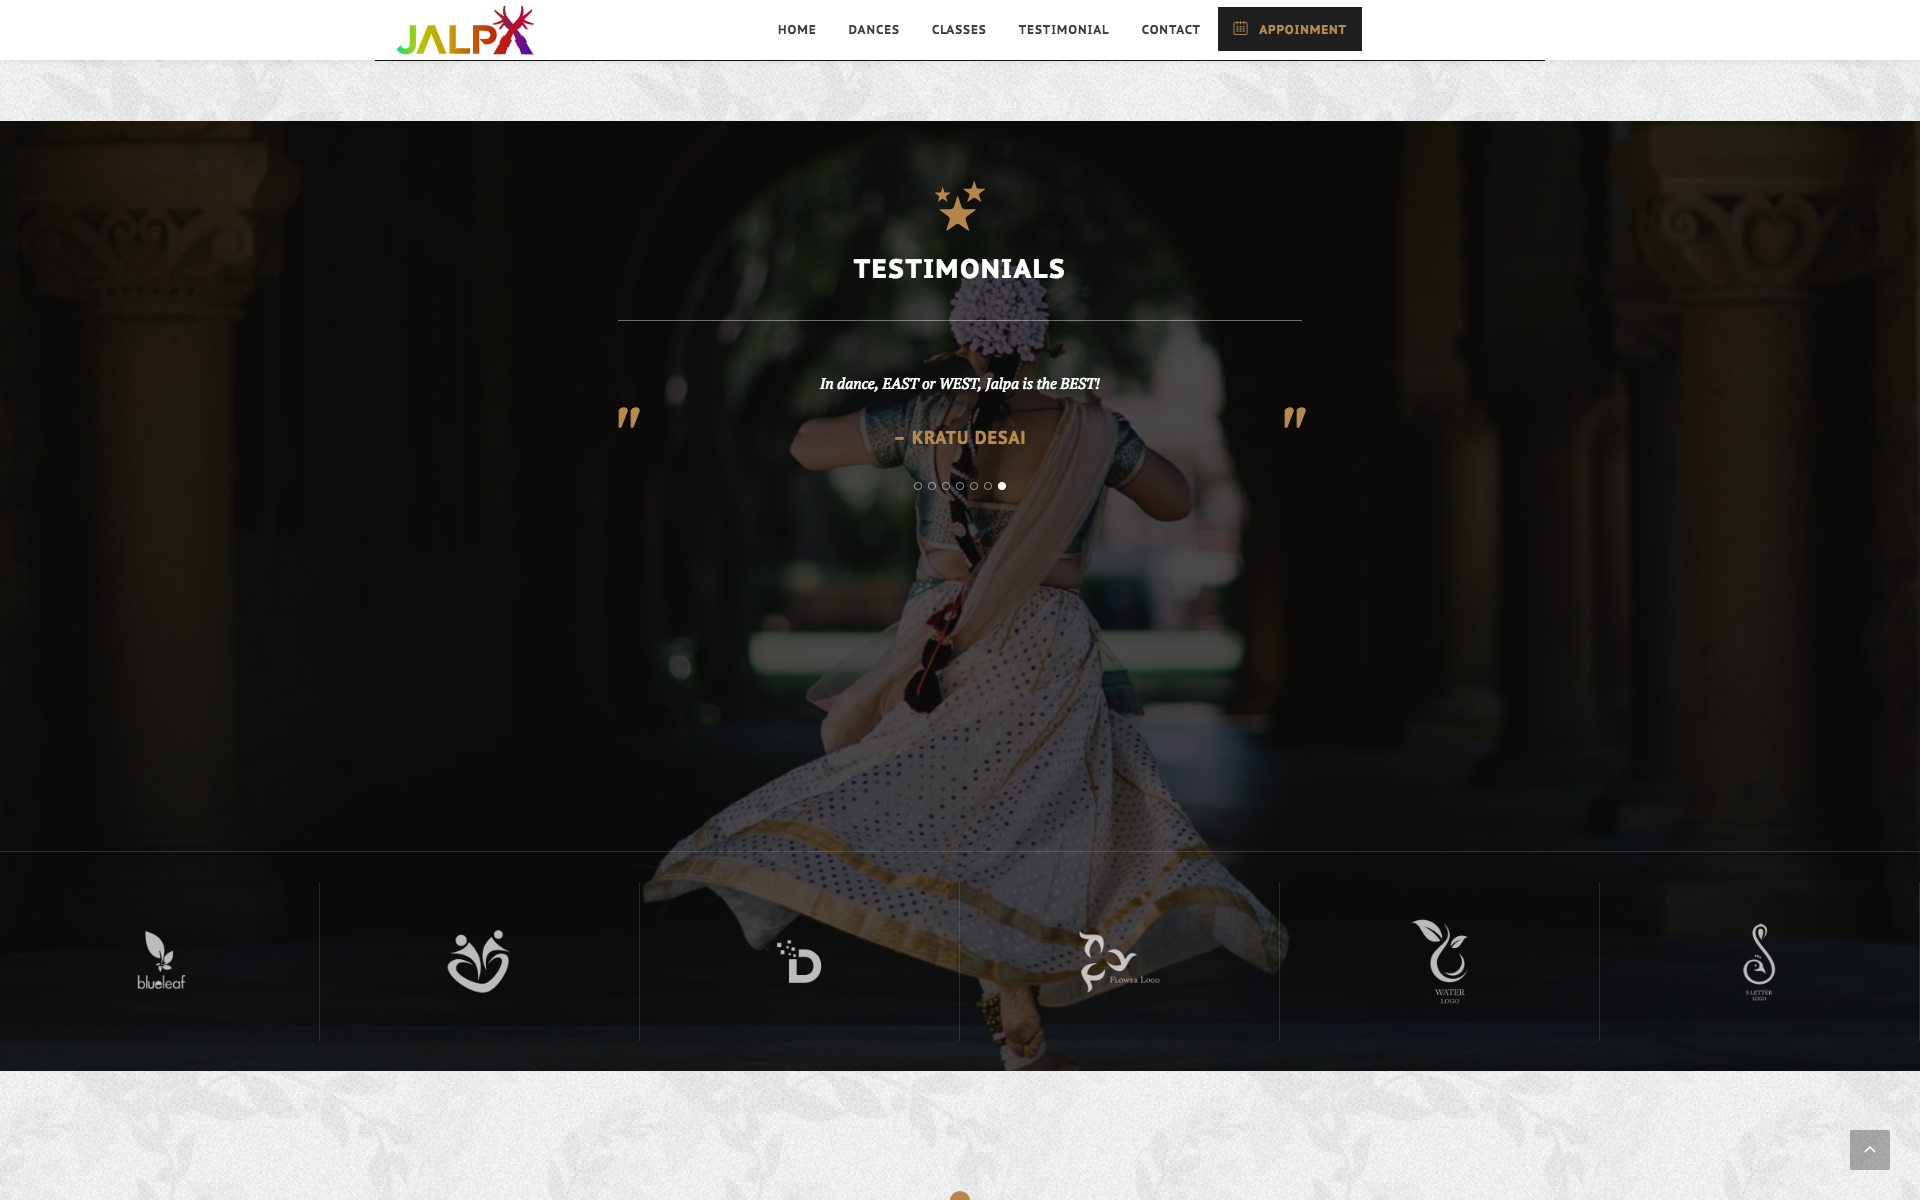 JALPA
HOME
DANCES
CLASSES
TESTIMONIAL
CONTACT
APPOINMENT
TESTIMONIALS
In dance, EAST or WEST, Jalpa is the BEST!
" "
– KRATU DESAI
blueleaf
D
FLOWER LOGO
WATER
LOGO
S LETTER
LOGO